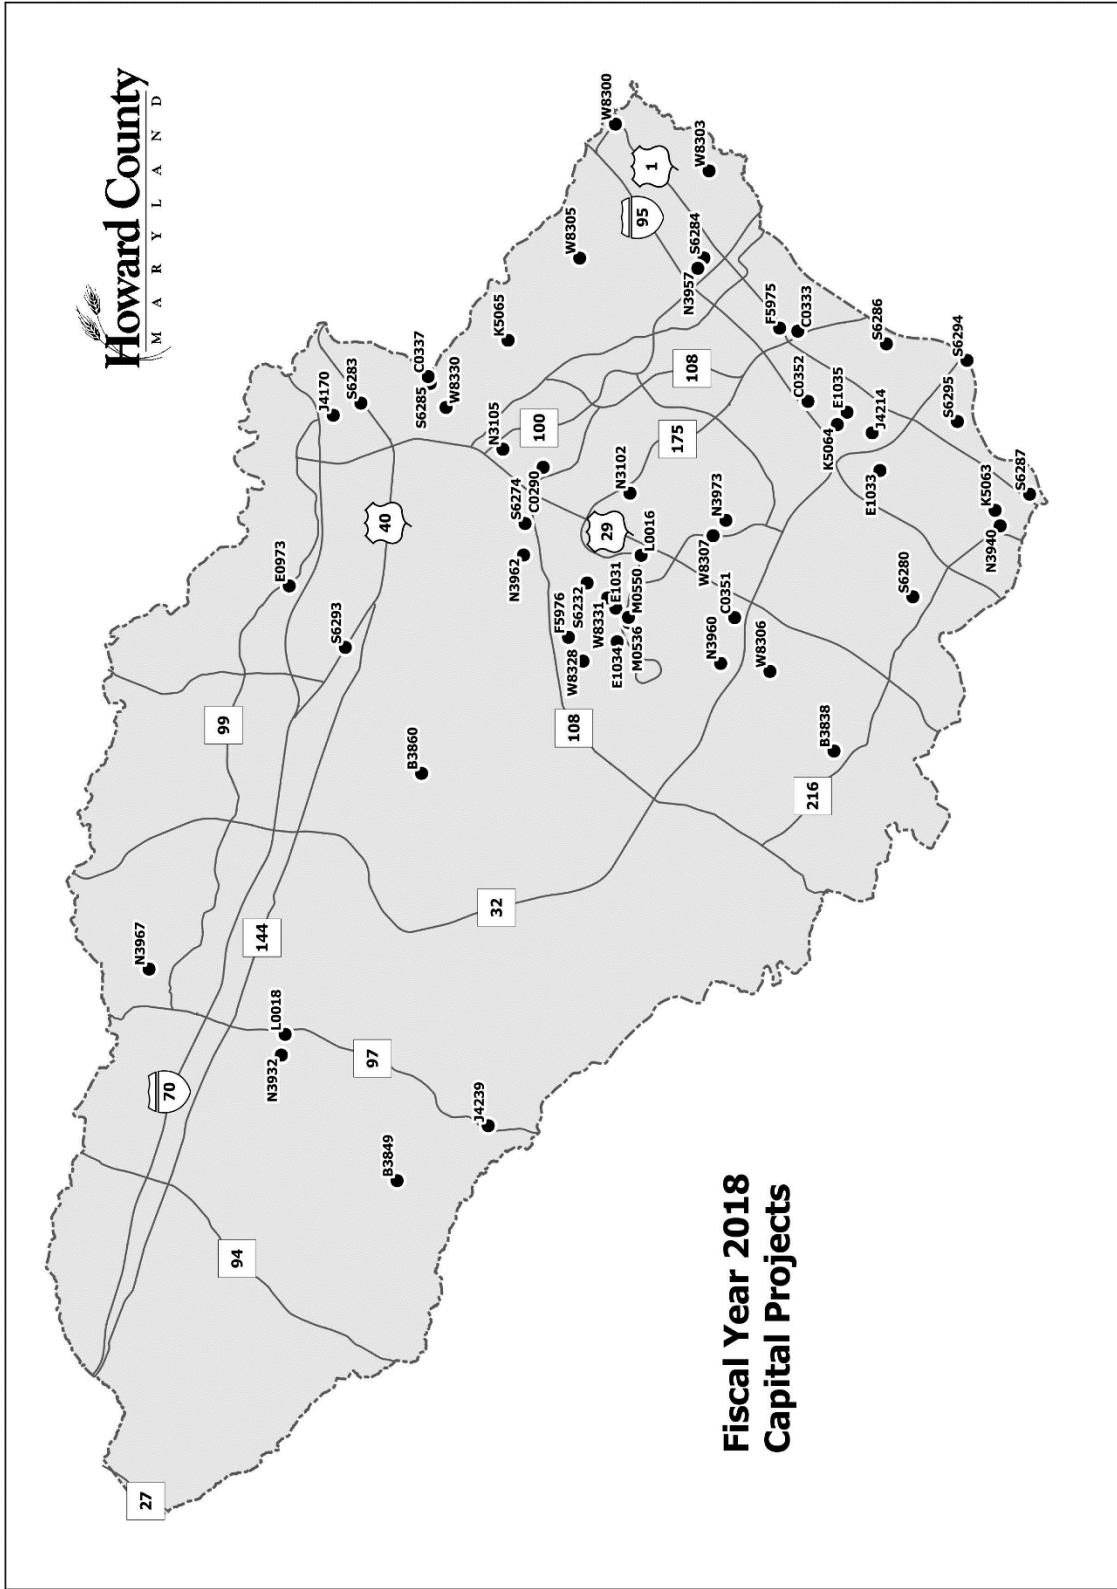 Howard County
MARYLAND
Fiscal Year 2018
Capital Projects
27
94
70
B3849
J4239
97
N3932
L0018
N3967
144
32
99
B3860
216
B3838
108
S6293
E0973
W8328
F5976
S6232
W8331
E1034
E1031
M0536
M0550
L0016
N3960
W8306
C0351
W8307
N3973
N3962
S6274
C0290
29
N3102
175
40
J4170
S6283
S6285
C0337
W8330
N3105
100
K5065
108
W8305
W8300
1
95
W8303
N3957
S6284
F5975
C0333
C0352
E1035
K5064
J4214
E1033
S6286
S6294
S6295
S6280
K5063
N3940
S6287